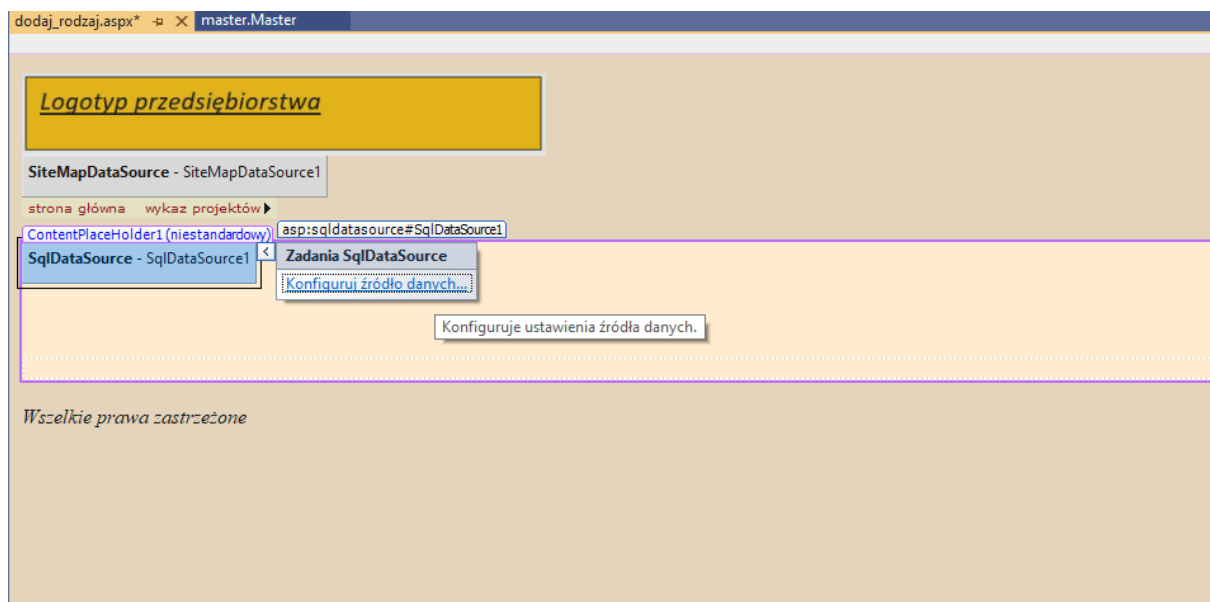 dodaj_rodzaj.aspx* master.Master
Logotyp przedsiębiorstwa
SiteMapDataSource - SiteMapDataSource1
strona główna wykaz projektów
ContentPlaceHolder1 (niestandardowy) asp:sqldatasource#SqlDataSource1
SqlDataSource - SqlDataSource1 < Zadania SqlDataSource
Konfiguruj źródło danych...
Konfiguruje ustawienia źródła danych.
Wszelkie prawa zastrzeżone